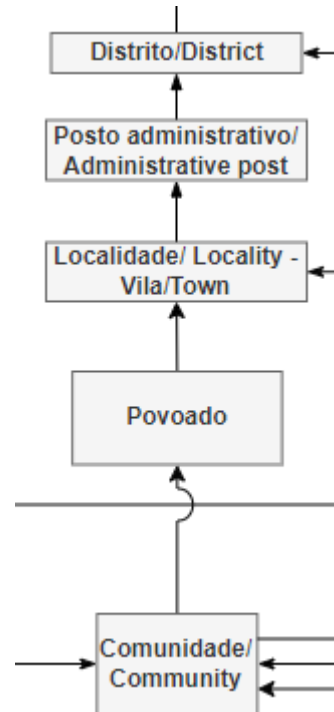 Distrito/District
Posto administrativo/
Administrative post
Localidade/ Locality -
Vila/Town
Povoado
Comunidade/
Community